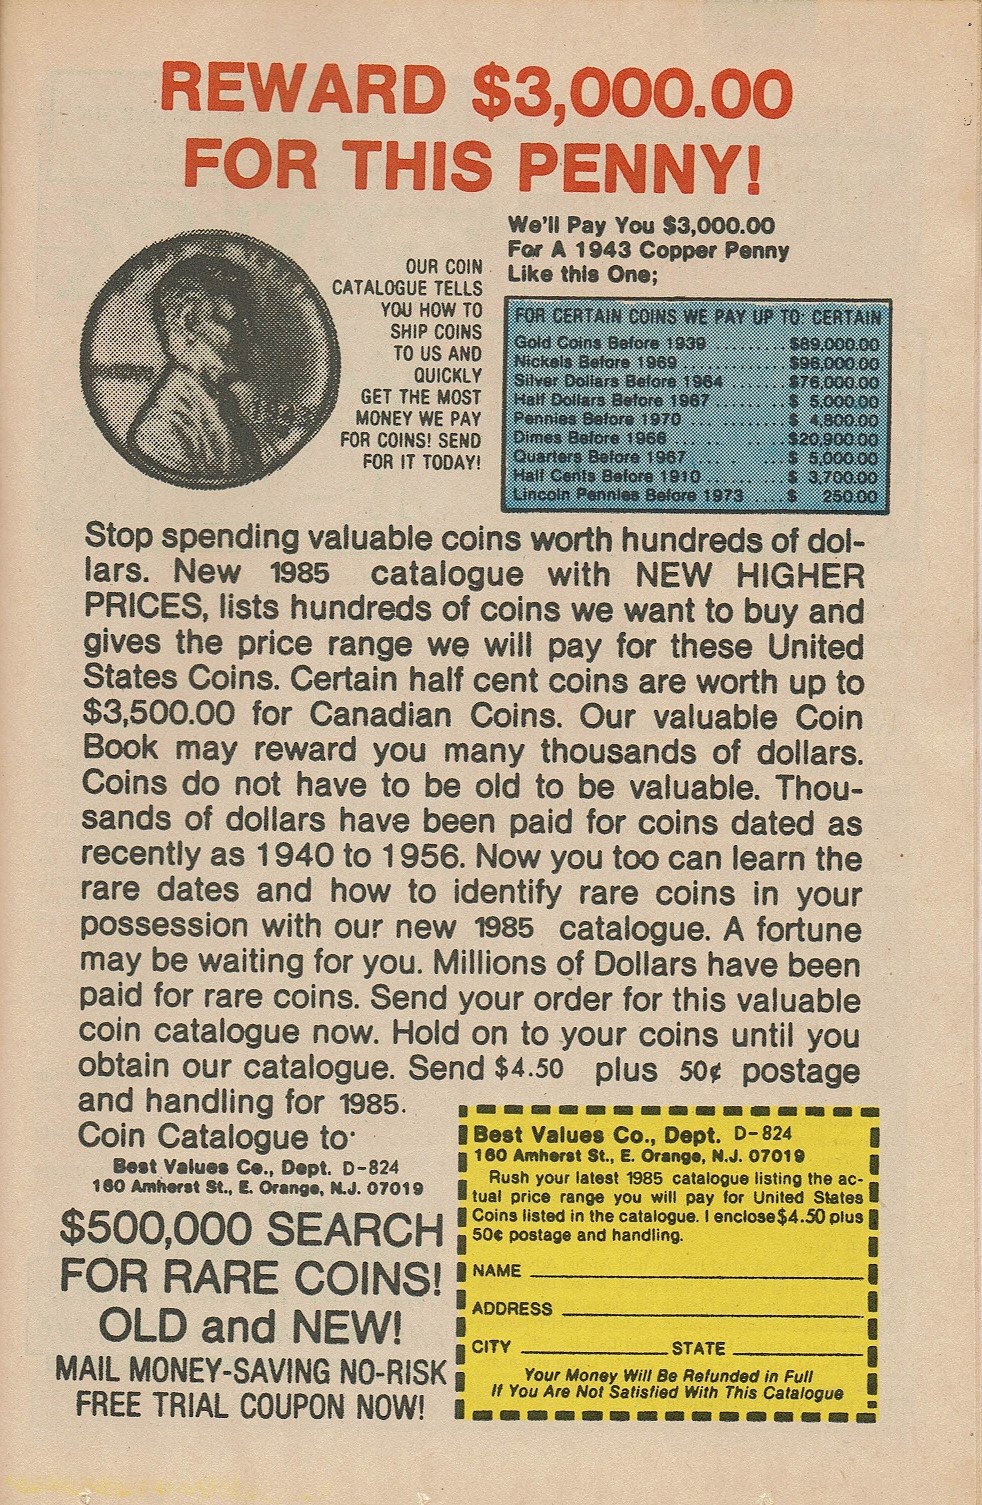 REWARD $3,000.00
FOR THIS PENNY!
We'll Pay You $3,000.00
For A 1943 Copper Penny
Like this One;
OUR COIN
CATALOGUE TELLS
YOU HOW TO
SHIP COINS
TO US AND
QUICKLY
GET THE MOST
MONEY WE PAY
FOR COINS! SEND
FOR IT TODAY!
1943
FOR CERTAIN COINS WE PAY UP TO: CERTAIN
Gold Coins Before 1939 ......... $89,000.00
Nickels Before 1969 ............ $96,000.00
Silver Dollars Before 1964 ....... $76,000.00
Half Dollars Before 1967 ........ $ 5,000.00
Pennies Before 1970 ............ $ 4,800.00
Dimes Before 1966 ............ $20,900.00
Quarters Before 1967 .... ... $ 5,000.00
Half Cents Before 1910 ......... $ 3,700.00
Lincoln Pennies Before 1973 .... $ 250.00
Stop spending valuable coins worth hundreds of dol-
lars. New 1985 catalogue with NEW HIGHER
PRICES, lists hundreds of coins we want to buy and
gives the price range we will pay for these United
States Coins. Certain half cent coins are worth up to
$3,500.00 for Canadian Coins. Our valuable Coin
Book may reward you many thousands of dollars.
Coins do not have to be old to be valuable. Thou-
sands of dollars have been paid for coins dated as
recently as 1940 to 1956. Now you too can learn the
rare dates and how to identify rare coins in your
possession with our new 1985 catalogue. A fortune
may be waiting for you. Millions of Dollars have been
paid for rare coins. Send your order for this valuable
coin catalogue now. Hold on to your coins until you
obtain our catalogue. Send $4.50 plus 50¢ postage
and handling for 1985.
Coin Catalogue to:
Best Values Co., Dept. D-824
160 Amherst St., E. Orange, N.J. 07019
$500,000 SEARCH
FOR RARE COINS!
OLD and NEW!
MAIL MONEY-SAVING NO-RISK
FREE TRIAL COUPON NOW!
Best Values Co., Dept. D-824
160 Amherst St., E. Orange, N.J. 07019
Rush your latest 1985 catalogue listing the ac-
tual price range you will pay for United States
Coins listed in the catalogue. I enclose $4.50 plus
50¢ postage and handling.
NAME
ADDRESS
CITY STATE
Your Money Will Be Refunded in Full
If You Are Not Satisfied With This Catalogue